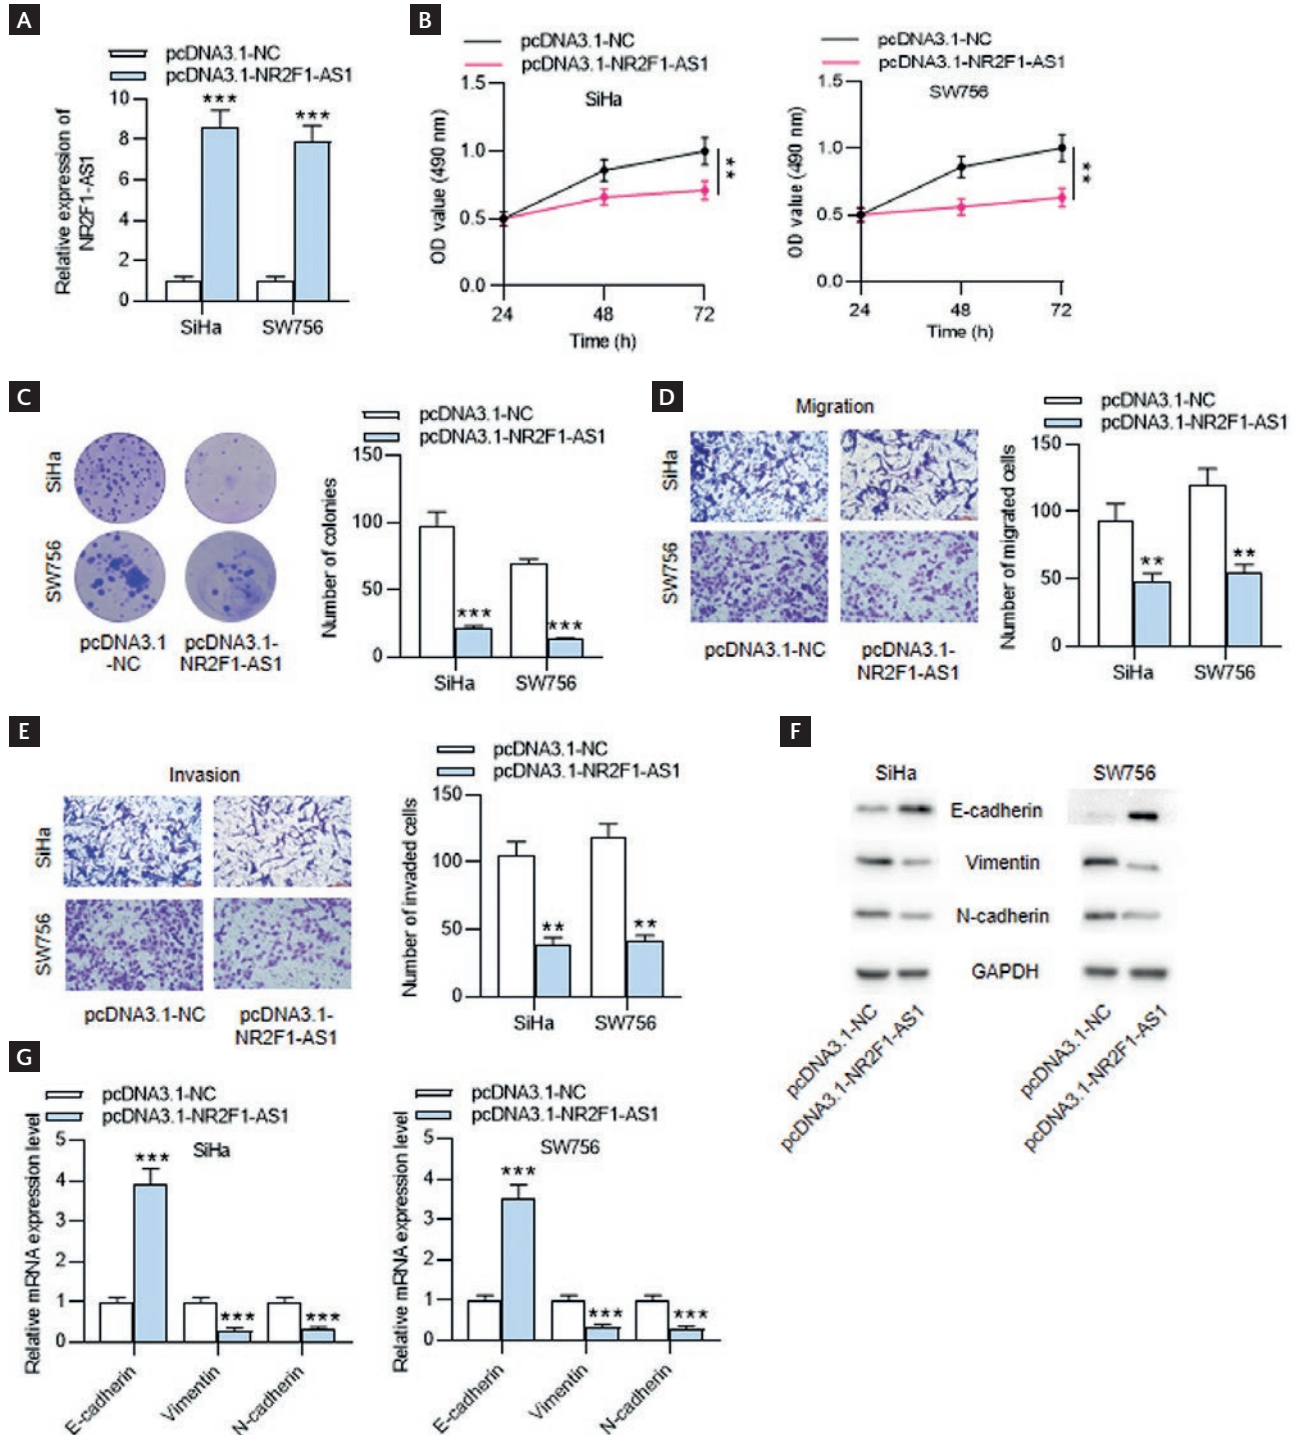 A
pcDNA3.1-NC
pcDNA3.1-NR2F1-AS1
Relative expression of
NR2F1-AS1
10
8
6
4
2
0
***
***
SiHa
SW756
B
pcDNA3.1-NC
pcDNA3.1-NR2F1-AS1
SiHa
OD value (490 nm)
1.5
1.0
0.5
0.0
**
24
48
72
Time (h)
pcDNA3.1-NC
pcDNA3.1-NR2F1-AS1
SW756
OD value (490 nm)
1.5
1.0
0.5
0.0
**
24
48
72
Time (h)
C
SiHa
SW756
pcDNA3.1
-NC
pcDNA3.1-
NR2F1-AS1
pcDNA3.1-NC
pcDNA3.1-NR2F1-AS1
Number of colonies
150
100
50
0
***
***
SiHa
SW756
D
Migration
SiHa
SW756
pcDNA3.1-NC
pcDNA3.1-
NR2F1-AS1
pcDNA3.1-NC
pcDNA3.1-NR2F1-AS1
Number of migrated cells
150
100
50
0
**
**
SiHa
SW756
E
Invasion
SiHa
SW756
pcDNA3.1-NC
pcDNA3.1-
NR2F1-AS1
pcDNA3.1-NC
pcDNA3.1-NR2F1-AS1
Number of invaded cells
150
100
50
0
**
**
SiHa
SW756
F
SiHa
SW756
E-cadherin
Vimentin
N-cadherin
GAPDH
pcDNA3.1-NC
pcDNA3.1-NR2F1-AS1
pcDNA3.1-NC
pcDNA3.1-NR2F1-AS1
G
pcDNA3.1-NC
pcDNA3.1-NR2F1-AS1
SiHa
Relative mRNA expression level
5
4
3
2
1
0
***
***
***
E-cadherin
Vimentin
N-cadherin
pcDNA3.1-NC
pcDNA3.1-NR2F1-AS1
SW756
Relative mRNA expression level
5
4
3
2
1
0
***
***
***
E-cadherin
Vimentin
N-cadherin